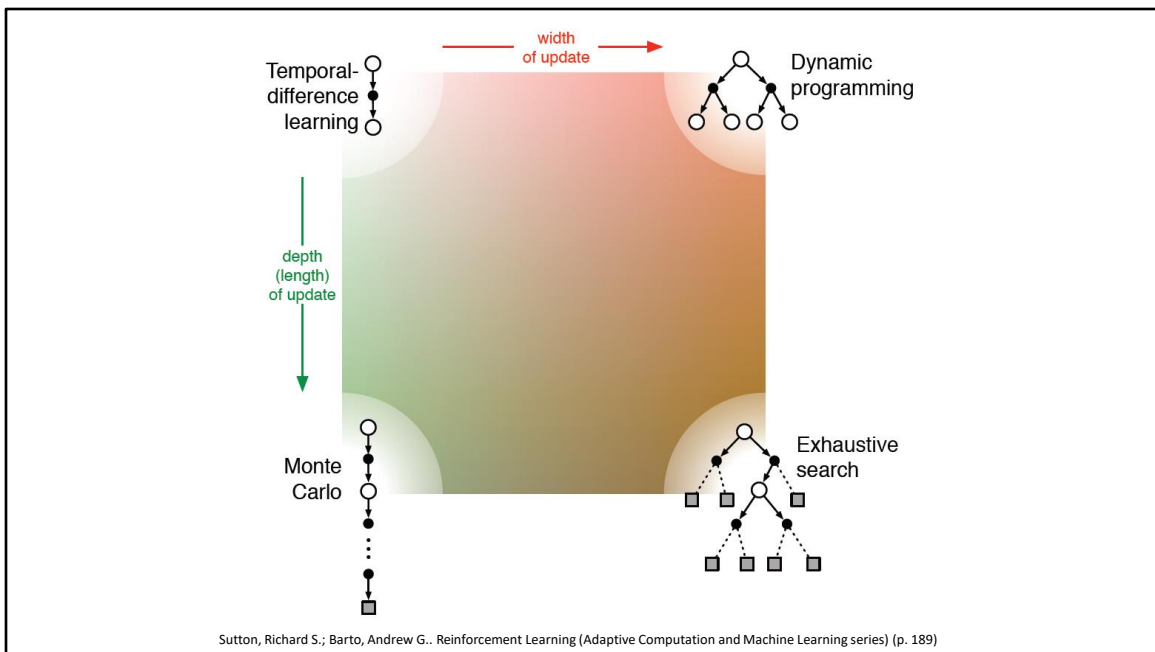 width
of update
Temporal-
difference
learning
Dynamic
programming
depth
(length)
of update
Monte
Carlo
Exhaustive
search
Sutton, Richard S.; Barto, Andrew G.. Reinforcement Learning (Adaptive Computation and Machine Learning series) (p. 189)